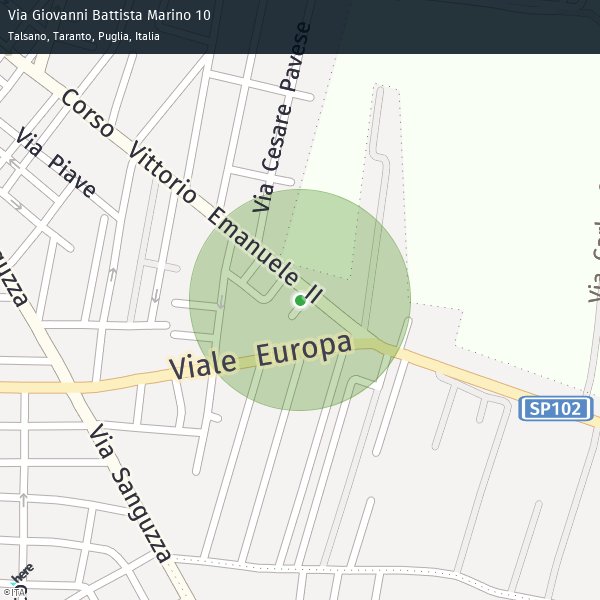 Via Giovanni Battista Marino 10
Talsano, Taranto, Puglia, Italia
Corso Vittorio Emanuele II
Via Cesare Pavese
Via Piave
Viale Europa
SP102
Via Sanguzza
guzza
Via Carl
here
© ITA